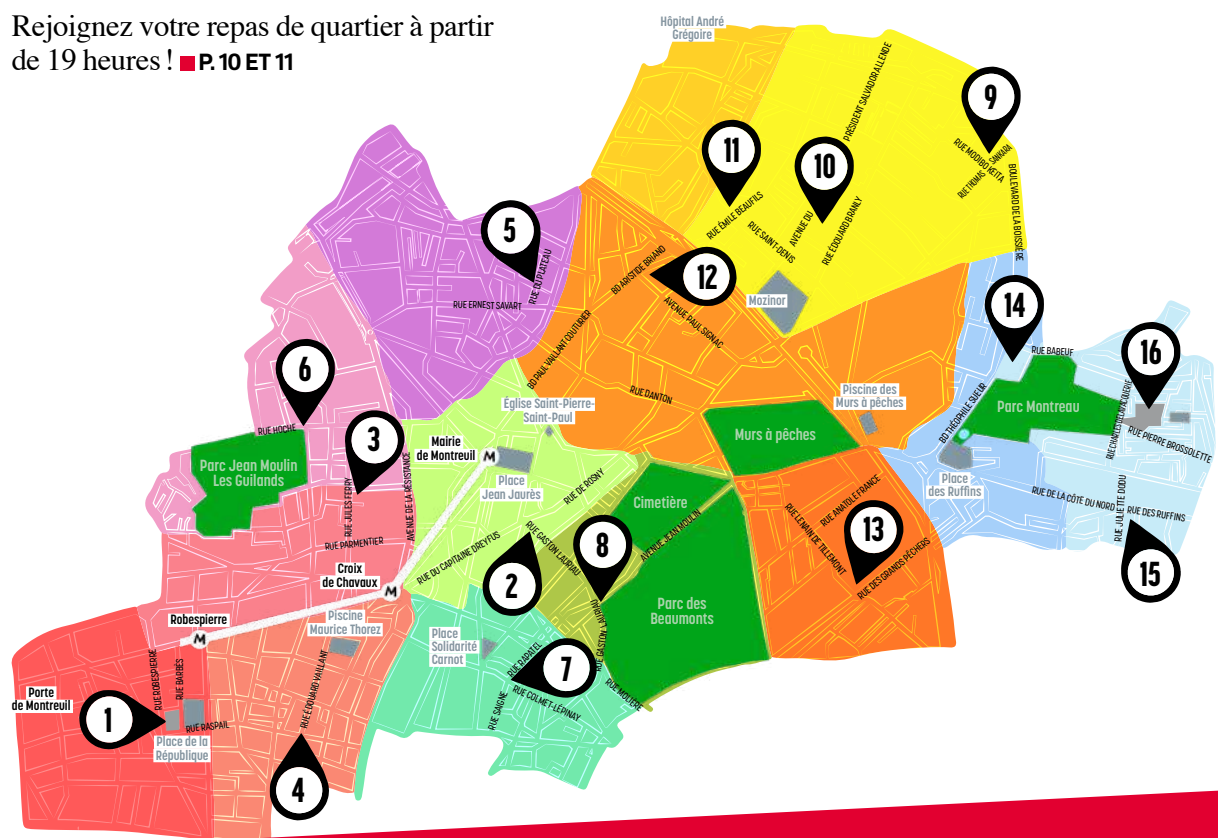 Rejoignez votre repas de quartier à partir
de 19 heures ! P. 10 ET 11
Hôpital André
Grégoire
9
PRÉSIDENT SALVADOR ALLENDE
11
10
RUE MODIBO KEITA
SANKARA
RUE THOMAS
BOULEVARD DE LA BOISSIÈRE
RUE ÉMILE BEAUFILS
RUE SAINT-DENIS
AVENUE DU
RUE ÉDOUARD BRANLY
5
RUE DU PLATEAU
RUE ERNEST SAVART
BD ARISTIDE BRIAND
12
AVENUE PAUL SIGNAC
Mozinor
BD PAUL VAILLANT COUTURIER
14
RUE BABEUF
16
6
RUE HOCHE
3
RUE DANTON
Église Saint-Pierre-
Saint-Paul
Piscine des
Murs à pêches
BD THÉOPHILE SUEUR
Parc Montreau
RUE CHARLES DELAVACQUERIE
RUE PIERRE BROSSOLETTE
Mairie
de Montreuil
M
Murs à pêches
Parc Jean Moulin
Les Guilands
RUE JULES FERRY
AVENUE DE LA RÉSISTANCE
Place
Jean Jaurès
RUE DE ROSNY
Cimetière
Place
des Ruffins
RUE DE LA CÔTE DU NORD
RUE JULIETTE DODU
RUE DES RUFFINS
RUE ANATOLE FRANCE
RUE LENAIN DE TILLEMONT
13
RUE DES GRANDS PÊCHERS
RUE PARMENTIER
RUE DU CAPITAINE DREYFUS
RUE GASTON LAURIAU
AVENUE JEAN MOULIN
8
2
15
Croix
de Chavaux
M
Parc des
Beaumonts
Robespierre
M
Piscine
Maurice Thorez
Place
Solidarité
Carnot
RUE GASTON LAURIAU
RUE RAPATEL
7
RUE MOLIÈRE
RUE COLMET-LÉPINAY
RUE SAIGNE
RUE ROBESPIERRE
RUE BARBÈS
RUE ÉDOUARD VAILLANT
Porte
de Montreuil
1
RUE RASPAIL
Place de la
République
4